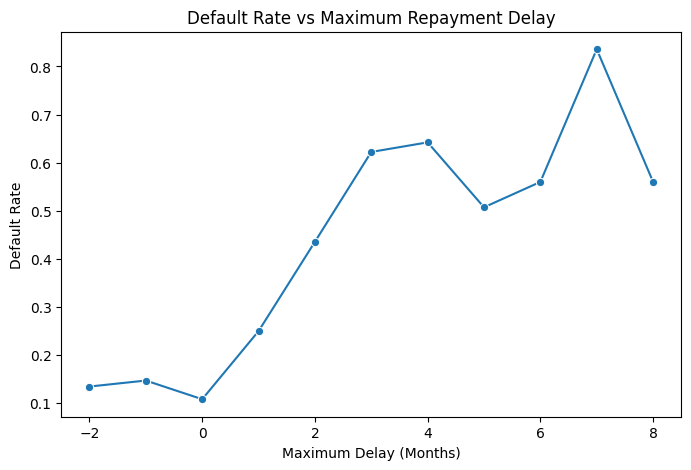 Default Rate vs Maximum Repayment Delay
0.8
0.7
0.6
0.5
0.4
0.3
0.2
0.1
Default Rate
−2 0 2 4 6 8
Maximum Delay (Months)